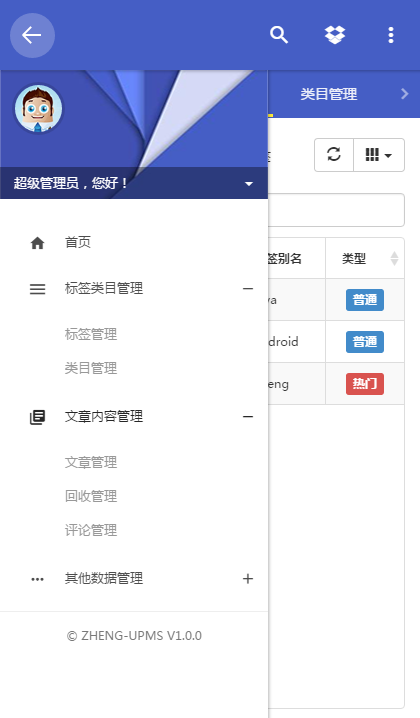 类目管理
超级管理员，您好！
首页
标签类目管理
标签管理
类目管理
文章内容管理
文章管理
回收管理
评论管理
其他数据管理
© ZHENG-UPMS V1.0.0
签别名 类型
普通
droid 普通
eng 热门